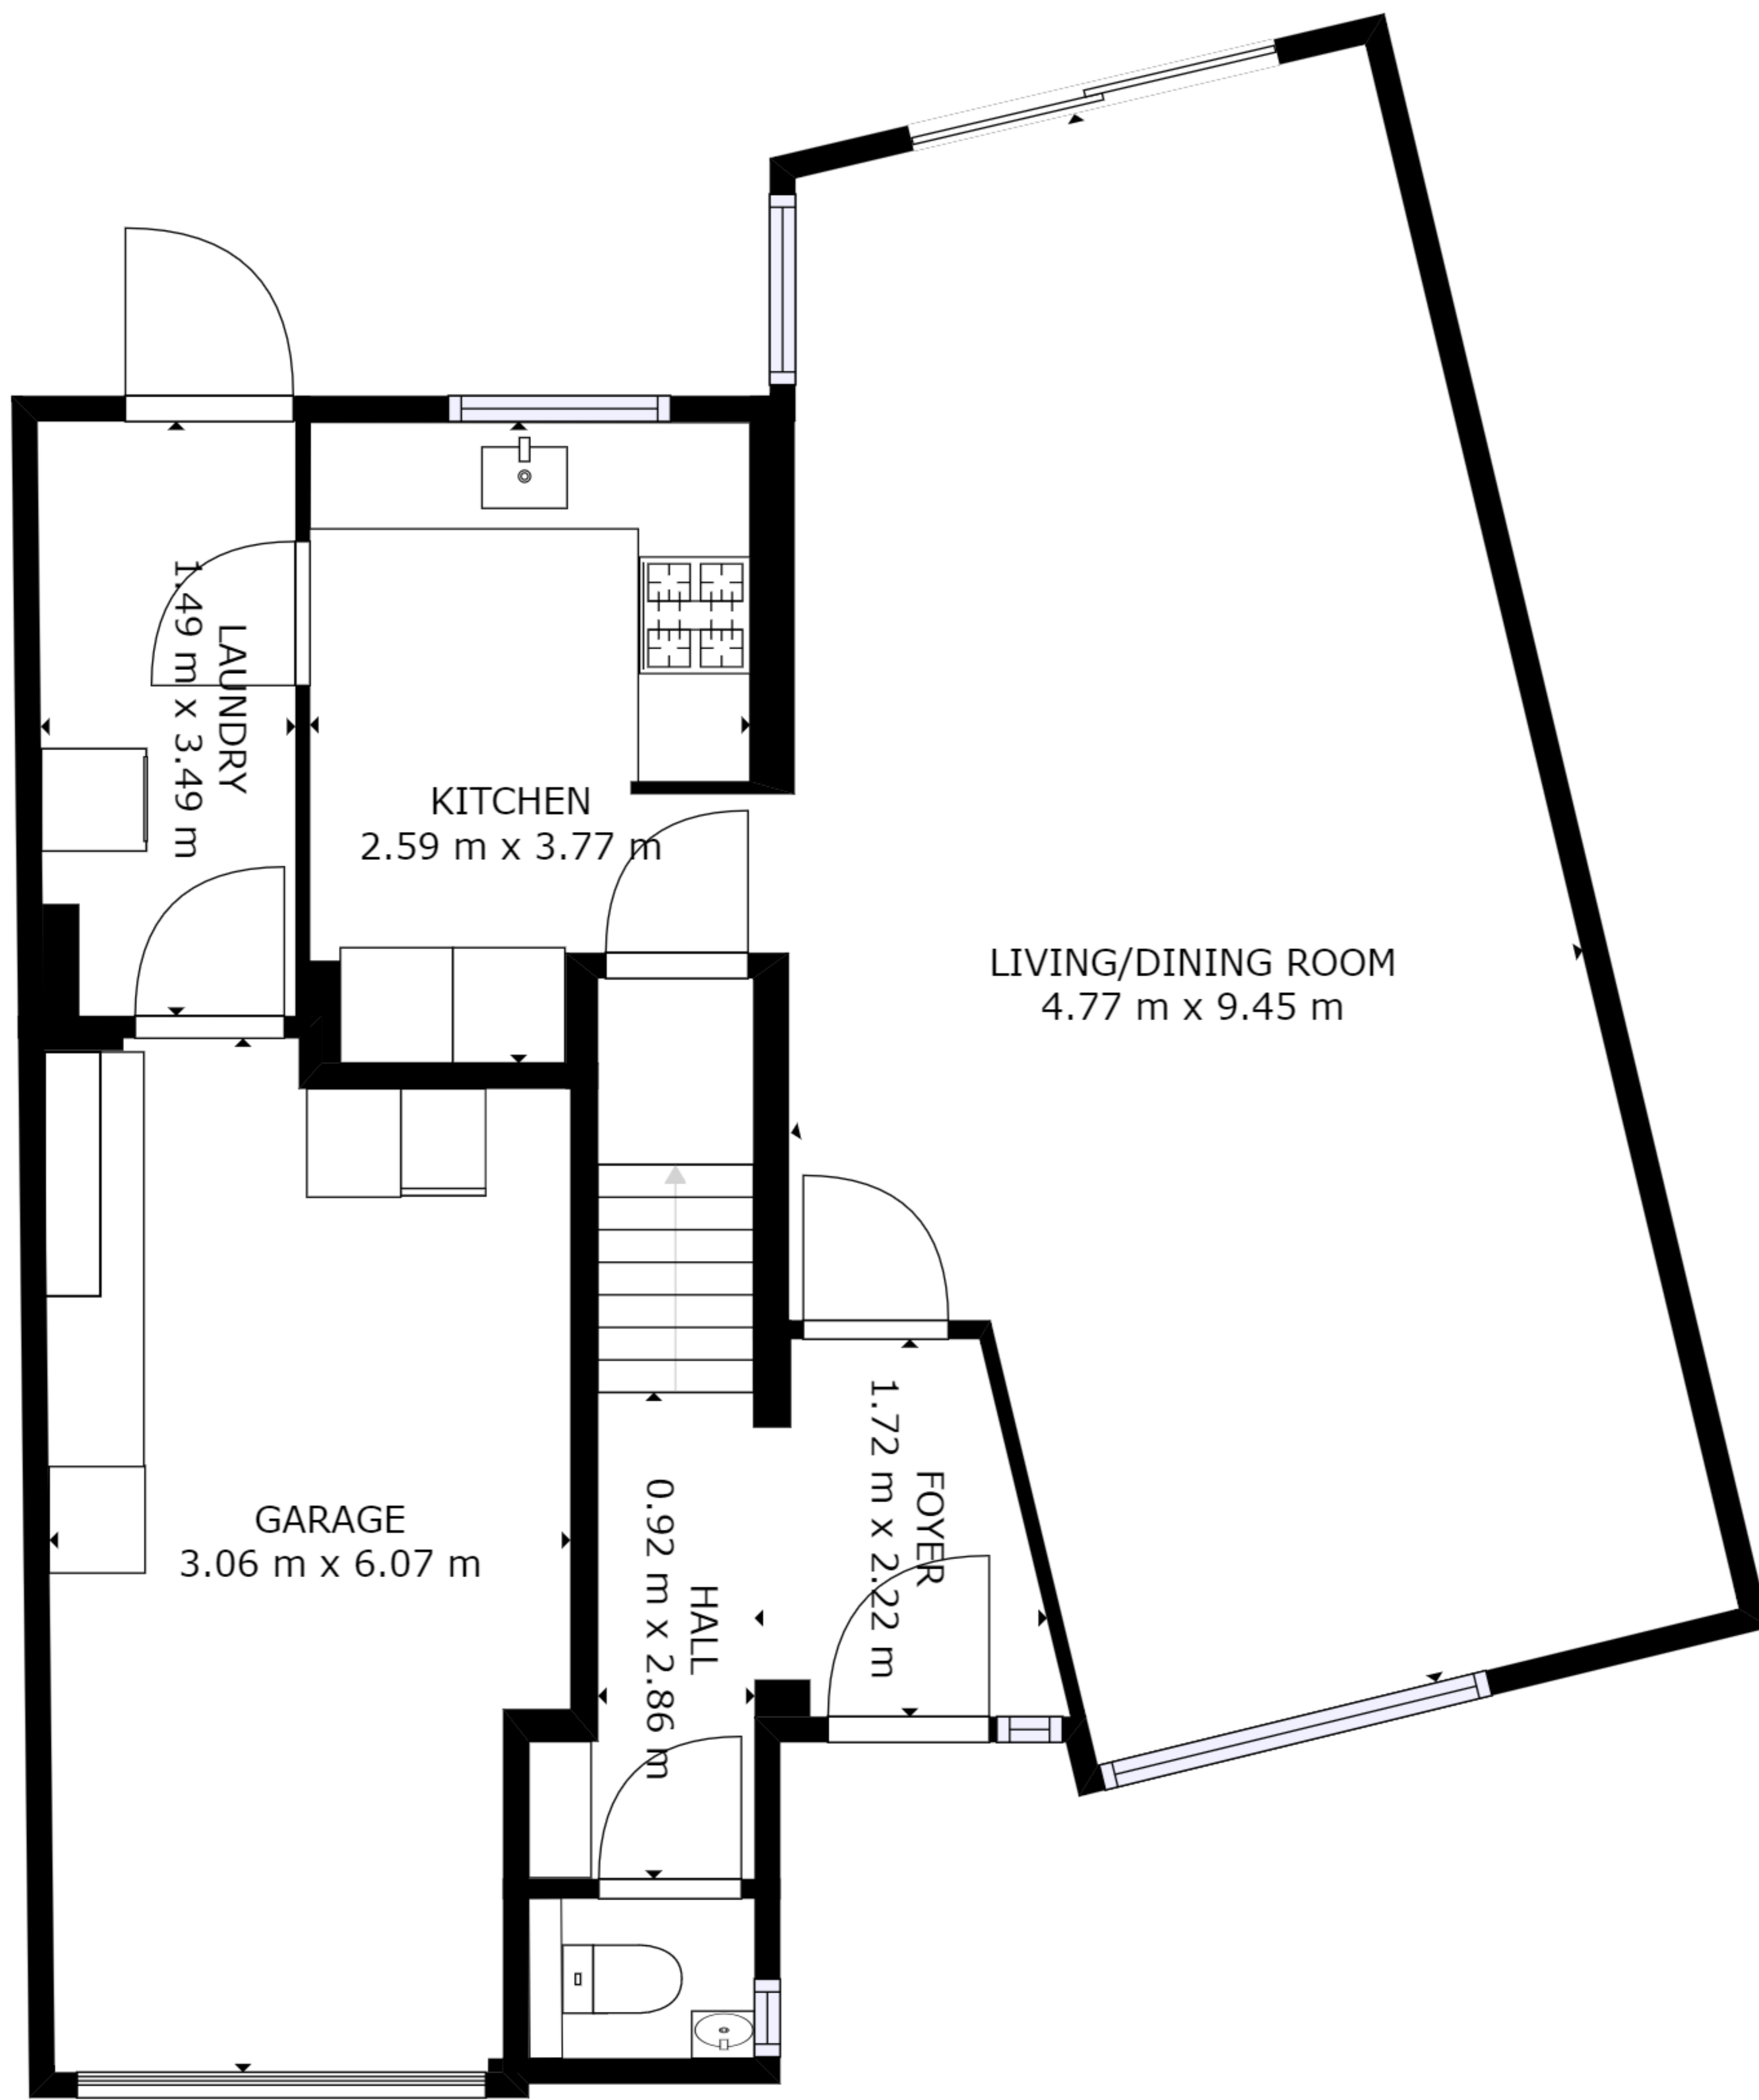 LAUNDRY
1.49 m x 3.49 m
KITCHEN
2.59 m x 3.77 m
LIVING/DINING ROOM
4.77 m x 9.45 m
GARAGE
3.06 m x 6.07 m
HALL
0.92 m x 2.86 m
FOYER
1.72 m x 2.22 m